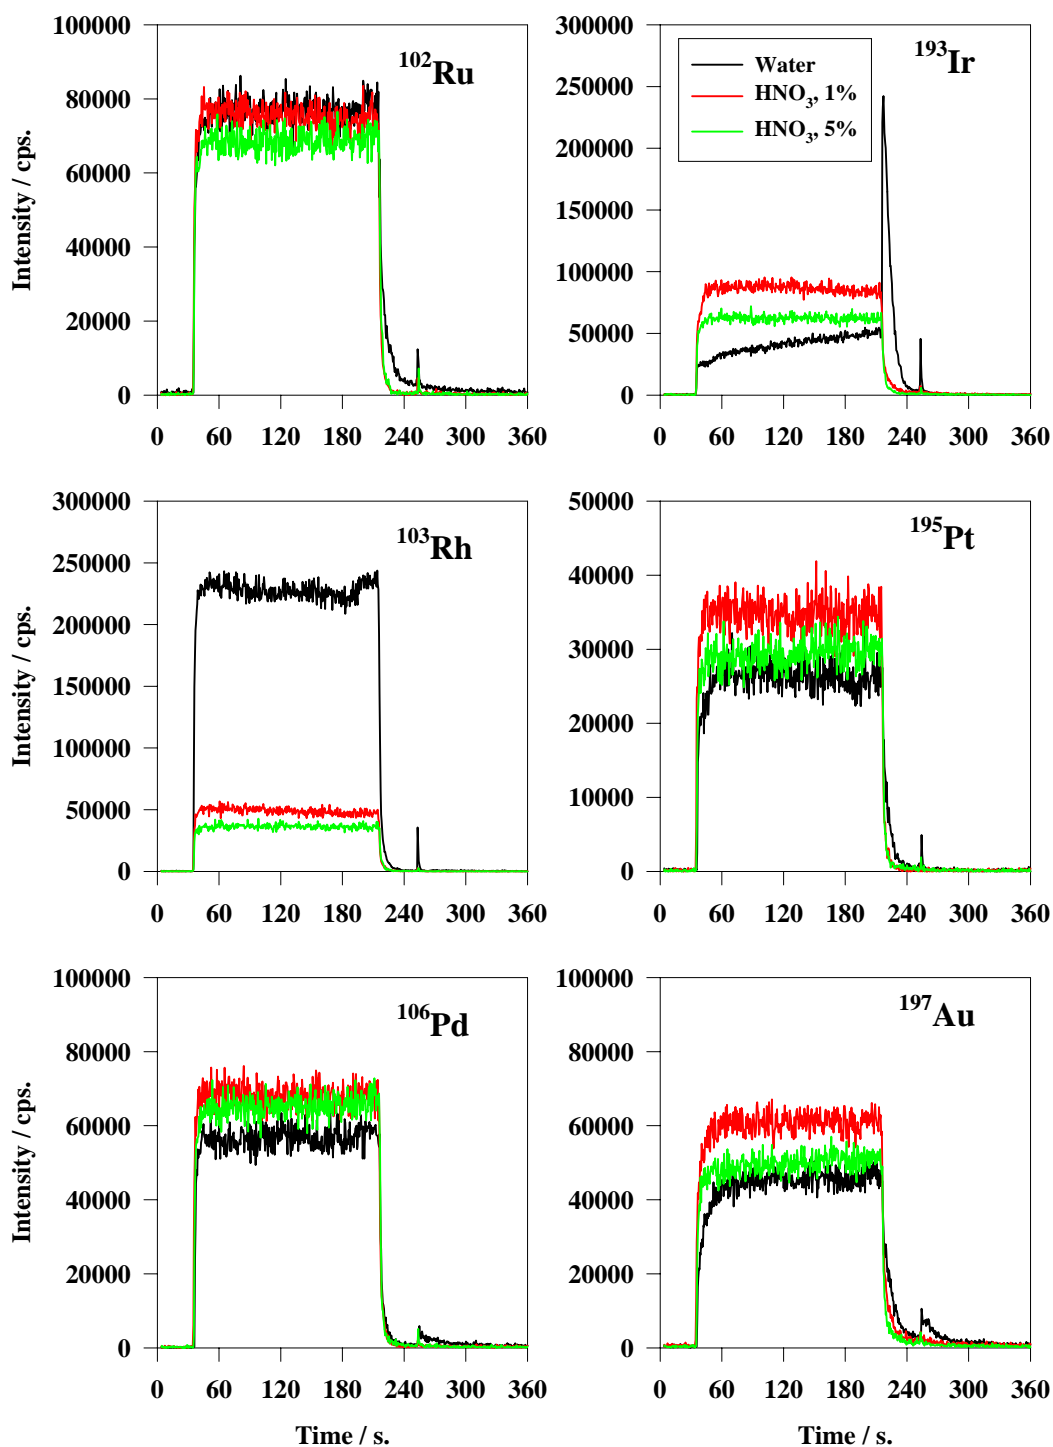 100000
80000
60000
40000
20000
0
0 60 120 180 240 300 360
Intensity / cps.
¹⁰²Ru
300000
250000
200000
150000
100000
50000
0
0 60 120 180 240 300 360
¹⁹³Ir
Water
HNO₃, 1%
HNO₃, 5%
300000
250000
200000
150000
100000
50000
0
0 60 120 180 240 300 360
Intensity / cps.
¹⁰³Rh
50000
40000
30000
20000
10000
0
0 60 120 180 240 300 360
¹⁹⁵Pt
100000
80000
60000
40000
20000
0
0 60 120 180 240 300 360
Intensity / cps.
Time / s.
¹⁰⁶Pd
100000
80000
60000
40000
20000
0
0 60 120 180 240 300 360
Time / s.
¹⁹⁷Au